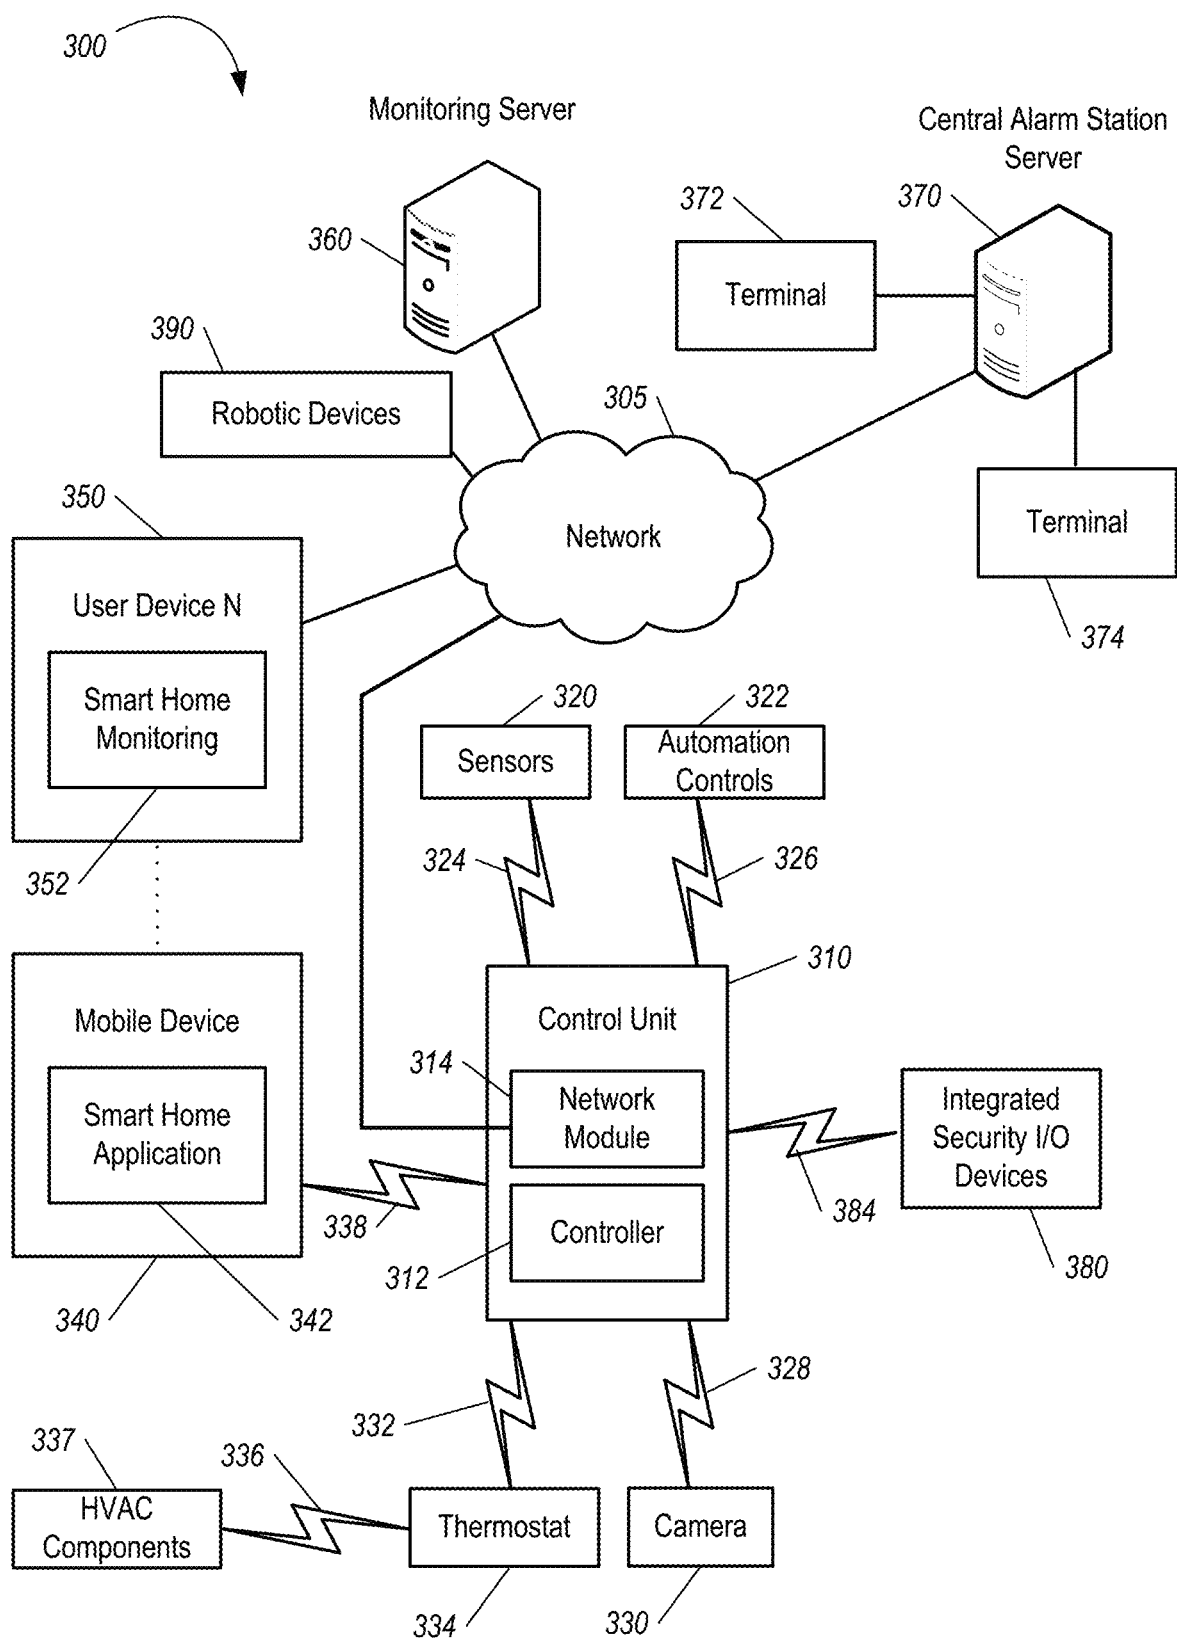 300
Monitoring Server
Central Alarm Station
Server
360
372
370
Terminal
390
Robotic Devices
305
Network
350
User Device N
Smart Home
Monitoring
352
Terminal
374
320
322
Sensors
Automation
Controls
324
326
310
Mobile Device
Control Unit
Smart Home
Application
314
Network
Module
Integrated
Security I/O
Devices
338
384
312
Controller
380
340
342
332
328
337
336
HVAC
Components
Thermostat
Camera
334
330